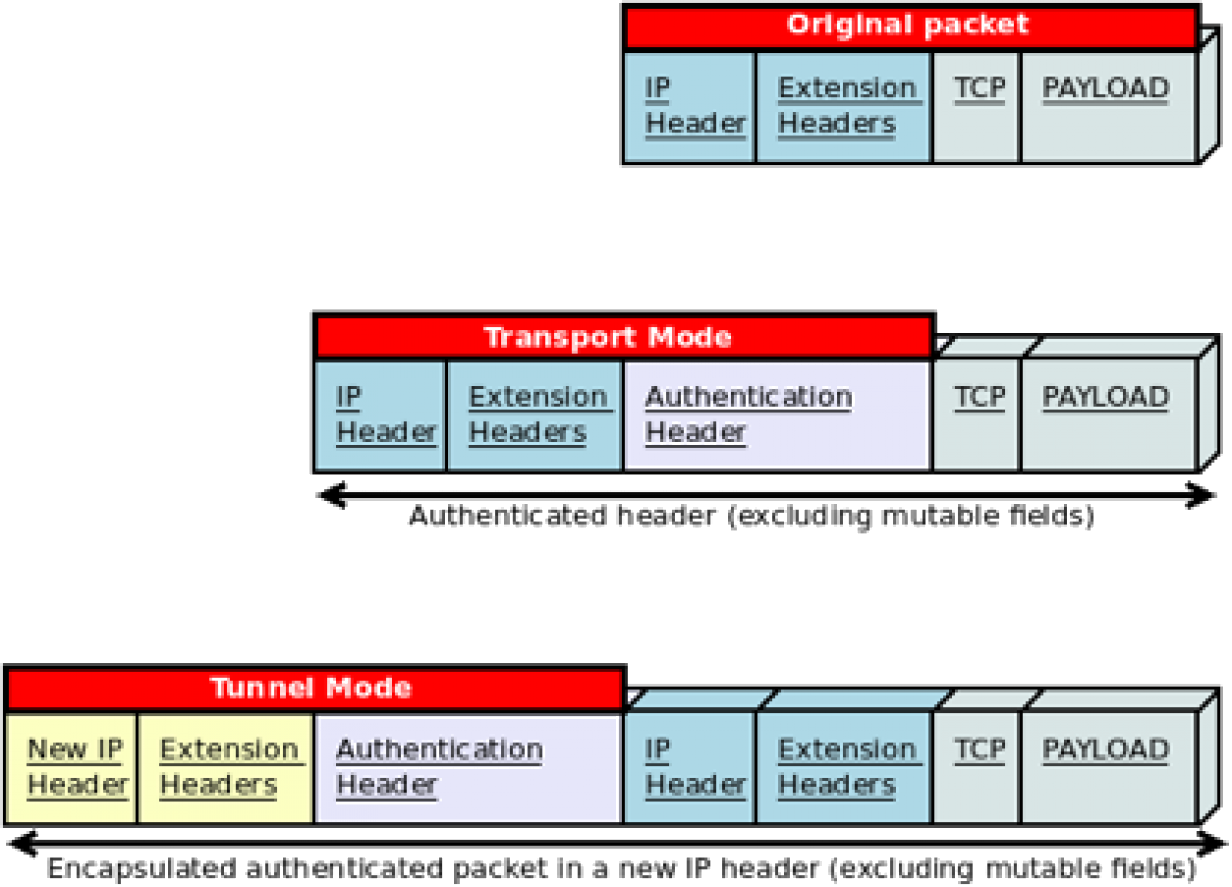 Original packet
IP Header
Extension Headers
TCP
PAYLOAD
Transport Mode
IP Header
Extension Headers
Authentication Header
TCP
PAYLOAD
Authenticated header (excluding mutable fields)
Tunnel Mode
New IP Header
Extension Headers
Authentication Header
IP Header
Extension Headers
TCP
PAYLOAD
Encapsulated authenticated packet in a new IP header (excluding mutable fields)